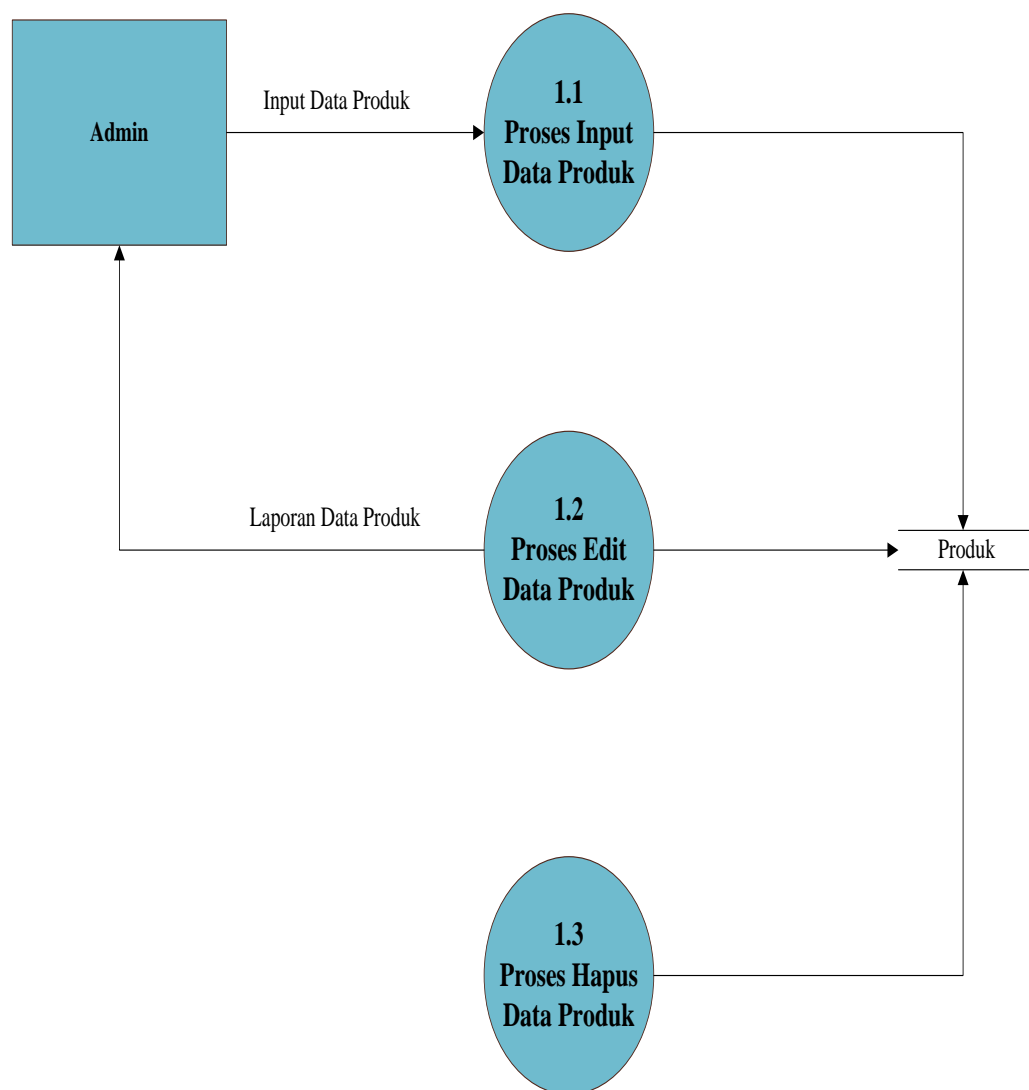 Admin
Input Data Produk
1.1
Proses Input
Data Produk
Laporan Data Produk
1.2
Proses Edit
Data Produk
Produk
1.3
Proses Hapus
Data Produk